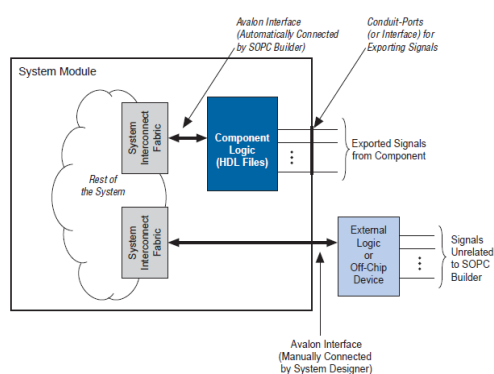 Avalon Interface
(Automatically Connected
by SOPC Builder)
Conduit-Ports
(or Interface) for
Exporting Signals
System Module
System
Interconnect
Fabric
Component
Logic
(HDL Files)
Exported Signals
from Component
Rest of
the System
System
Interconnect
Fabric
External
Logic
or
Off-Chip
Device
Signals
Unrelated
to SOPC
Builder
Avalon Interface
(Manually Connected
by System Designer)